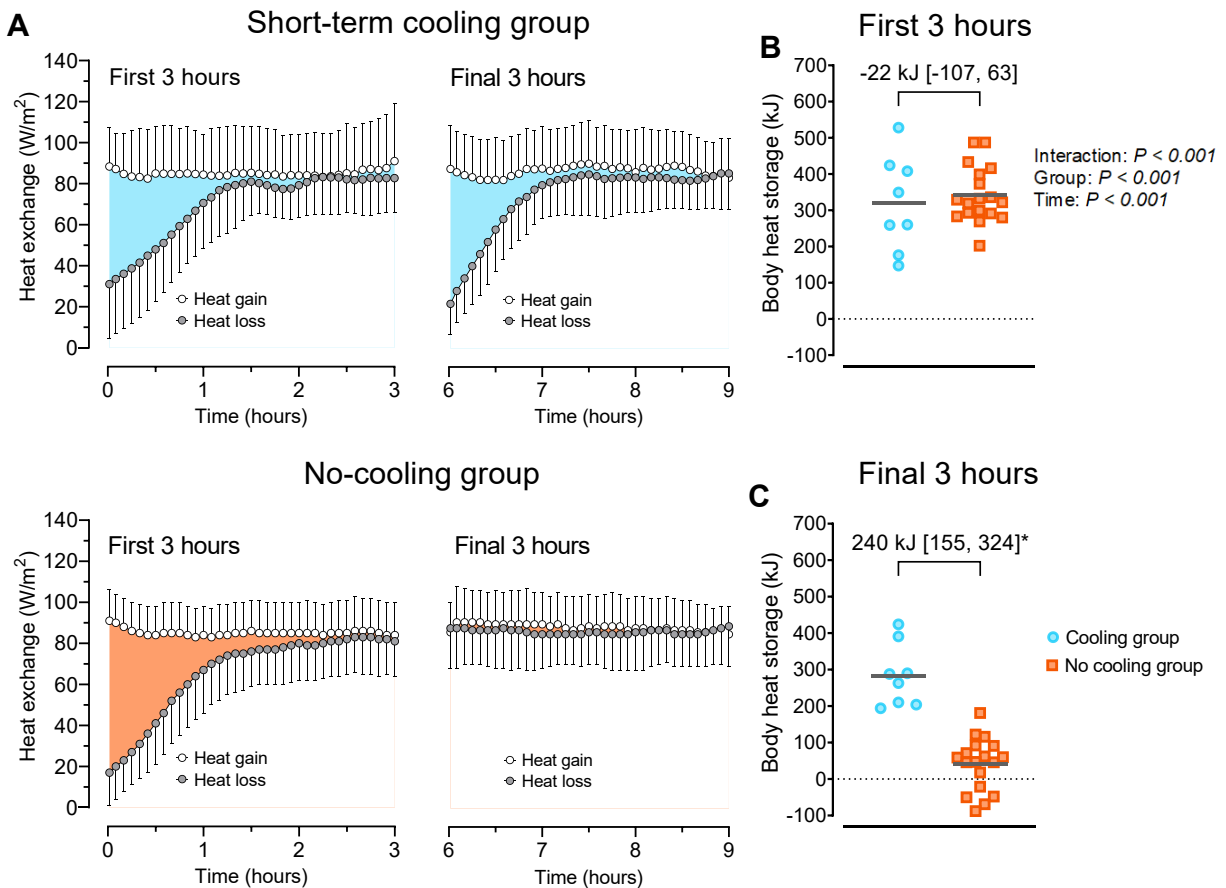 A
Short-term cooling group
First 3 hours
Final 3 hours
Heat exchange (W/m²)
140
120
100
80
60
40
20
0
Heat gain
Heat loss
Heat gain
Heat loss
0 1 2 3
6 7 8 9
Time (hours)
Time (hours)
B
First 3 hours
-22 kJ [-107, 63]
Body heat storage (kJ)
700
600
500
400
300
200
100
0
-100
Interaction: P < 0.001
Group: P < 0.001
Time: P < 0.001
No-cooling group
First 3 hours
Final 3 hours
Heat exchange (W/m²)
140
120
100
80
60
40
20
0
Heat gain
Heat loss
Heat gain
Heat loss
0 1 2 3
6 7 8 9
Time (hours)
Time (hours)
C
Final 3 hours
240 kJ [155, 324]*
Body heat storage (kJ)
700
600
500
400
300
200
100
0
-100
Cooling group
No cooling group